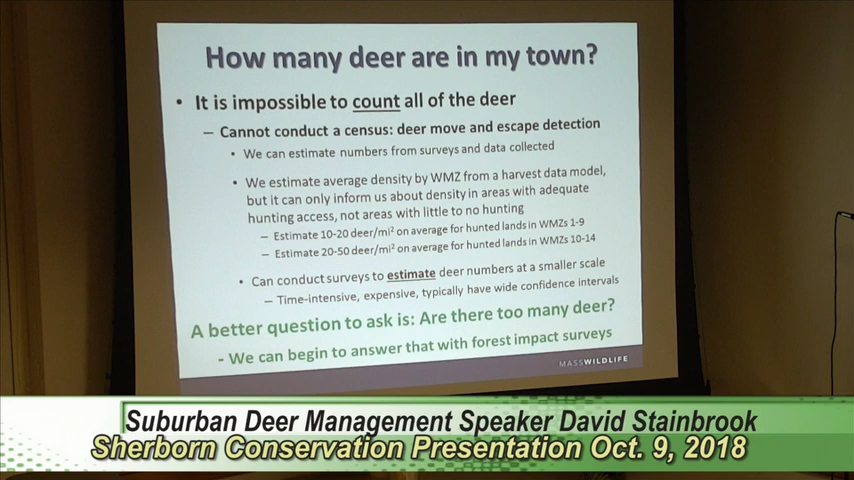 How many deer are in my town?
• It is impossible to count all of the deer
– Cannot conduct a census: deer move and escape detection
• We can estimate numbers from surveys and data collected
• We estimate average density by WMZ from a harvest data model,
but it can only inform us about density in areas with adequate
hunting access, not areas with little to no hunting
– Estimate 10-20 deer/mi² on average for hunted lands in WMZs 1-9
– Estimate 20-50 deer/mi² on average for hunted lands in WMZs 10-14
• Can conduct surveys to estimate deer numbers at a smaller scale
– Time-intensive, expensive, typically have wide confidence intervals
A better question to ask is: Are there too many deer?
- We can begin to answer that with forest impact surveys
MASSWILDLIFE
Suburban Deer Management Speaker David Stainbrook
Sherborn Conservation Presentation Oct. 9, 2018